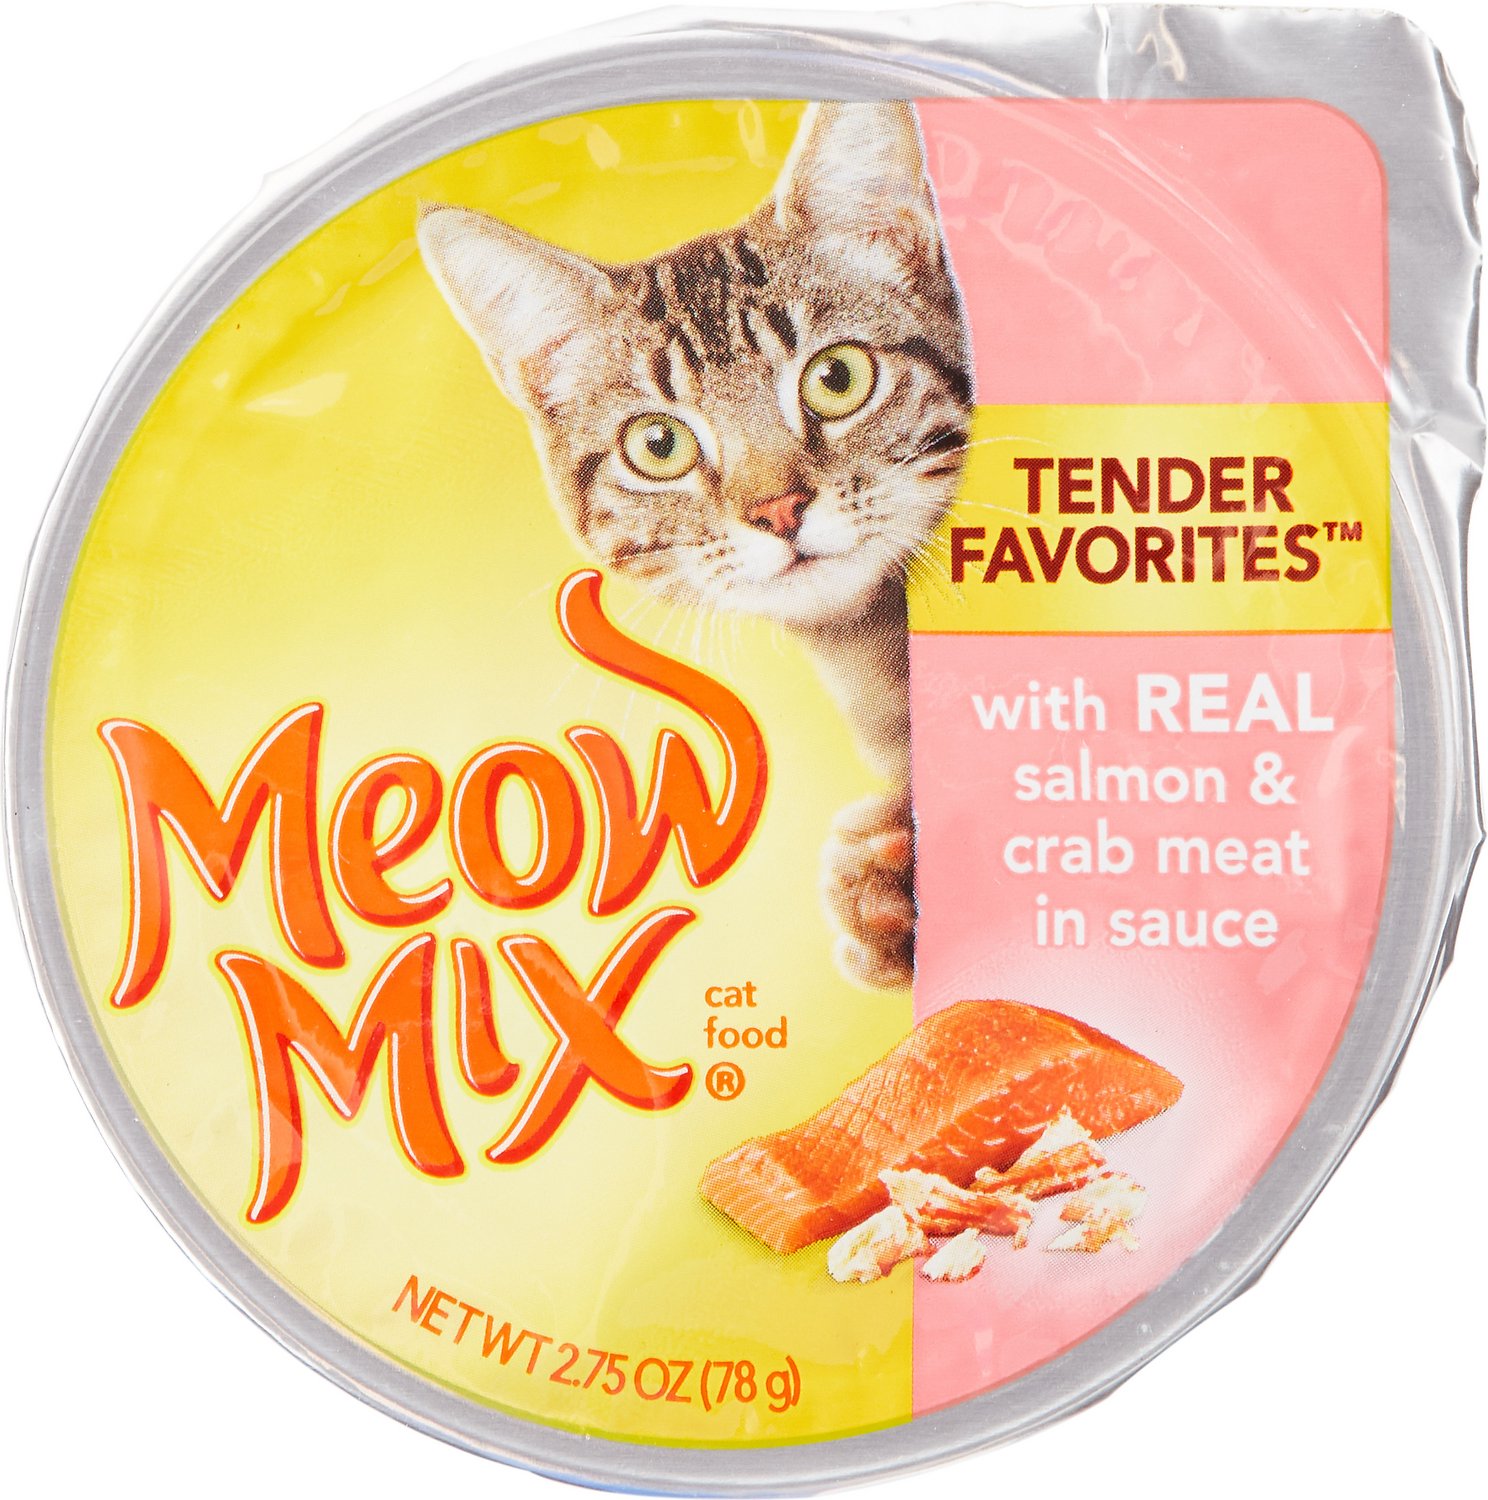 TENDER
FAVORITES™
with REAL
salmon &
crab meat
in sauce
Meow
Mix
cat
food
®
NET WT 2.75 OZ (78 g)